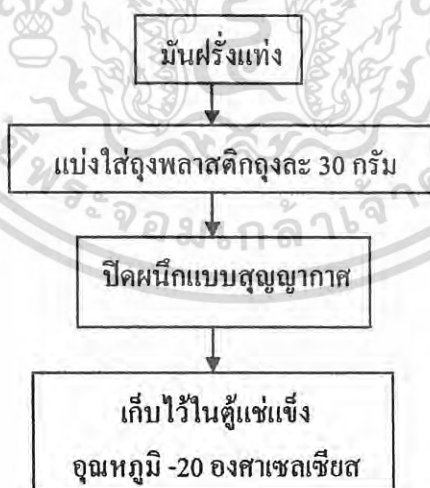 มันฝรั่งแท่ง
แบ่งใส่ถุงพลาสติกถุงละ 30 กรัม
ปิดผนึกแบบสุญญากาศ
เก็บไว้ในตู้แช่แข็ง
อุณหภูมิ -20 องศาเซลเซียส